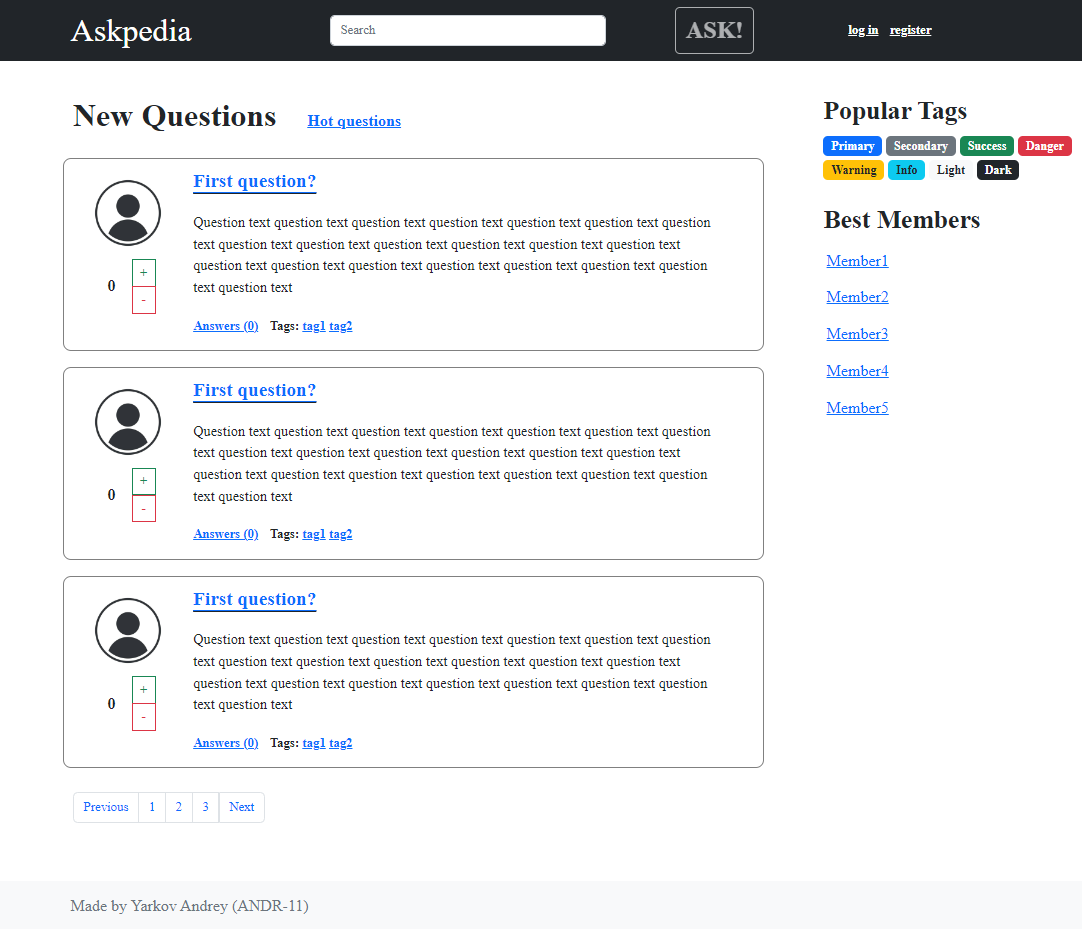 Askpedia
Search
ASK!
log in register
New Questions
Hot questions
First question?
Question text question text question text question text question text question text question
text question text question text question text question text question text question text
question text question text question text question text question text question text question
text question text
0
+
-
Answers (0) Tags: tag1 tag2
First question?
Question text question text question text question text question text question text question
text question text question text question text question text question text question text
question text question text question text question text question text question text question
text question text
0
+
-
Answers (0) Tags: tag1 tag2
First question?
Question text question text question text question text question text question text question
text question text question text question text question text question text question text
question text question text question text question text question text question text question
text question text
0
+
-
Answers (0) Tags: tag1 tag2
Previous 1 2 3 Next
Popular Tags
Primary Secondary Success Danger
Warning Info Light Dark
Best Members
Member1
Member2
Member3
Member4
Member5
Made by Yarkov Andrey (ANDR-11)